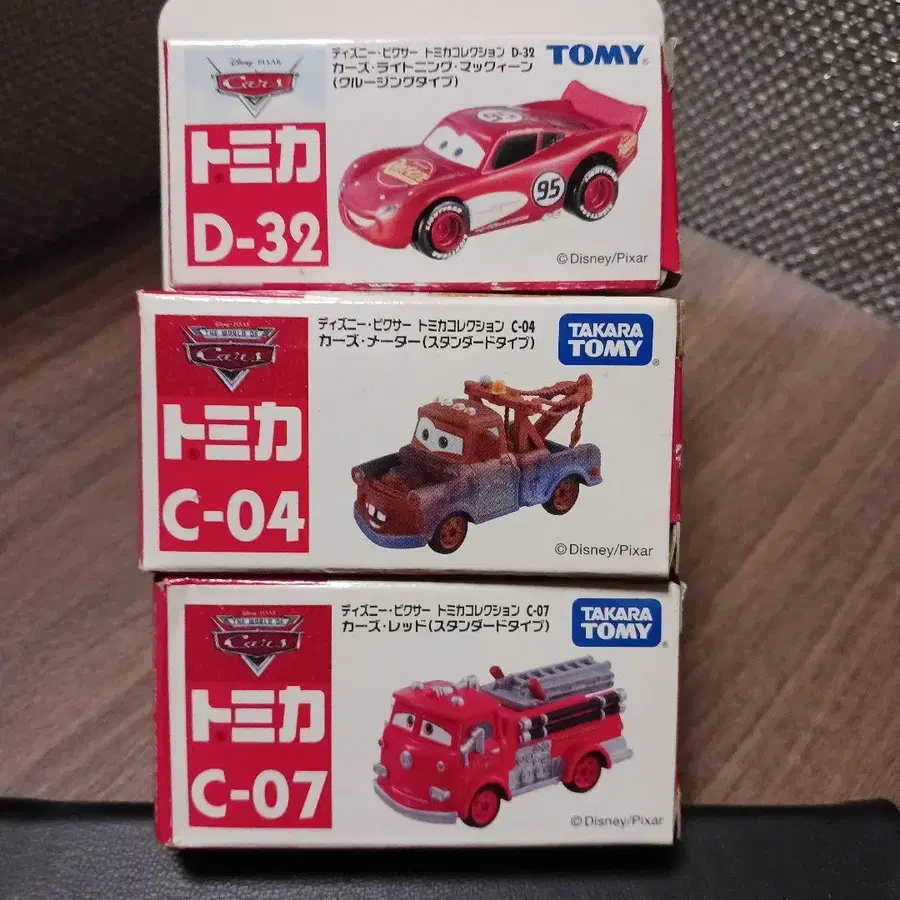 Disney · PIXAR
Cars
トミカ
D-32
ディズニー・ピクサー トミカコレクション D-32
カーズ・ライトニング・マックィーン
(クルージングタイプ)
TOMY
95
95
©Disney/Pixar
Disney · PIXAR
THE WORLD OF
Cars
トミカ
C-04
ディズニー・ピクサー トミカコレクション C-04
カーズ・メーター(スタンダードタイプ)
TAKARA
TOMY
©Disney/Pixar
Disney · PIXAR
THE WORLD OF
Cars
トミカ
C-07
ディズニー・ピクサー トミカコレクション C-07
カーズ・レッド(スタンダードタイプ)
TAKARA
TOMY
©Disney/Pixar